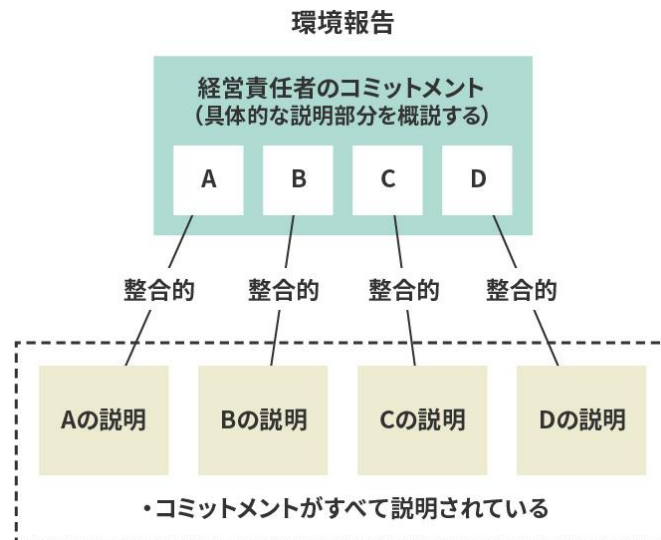 環境報告
経営責任者のコミットメント
（具体的な説明部分を概説する）
A B C D
整合的 整合的 整合的 整合的
Aの説明 Bの説明 Cの説明 Dの説明
・コミットメントがすべて説明されている